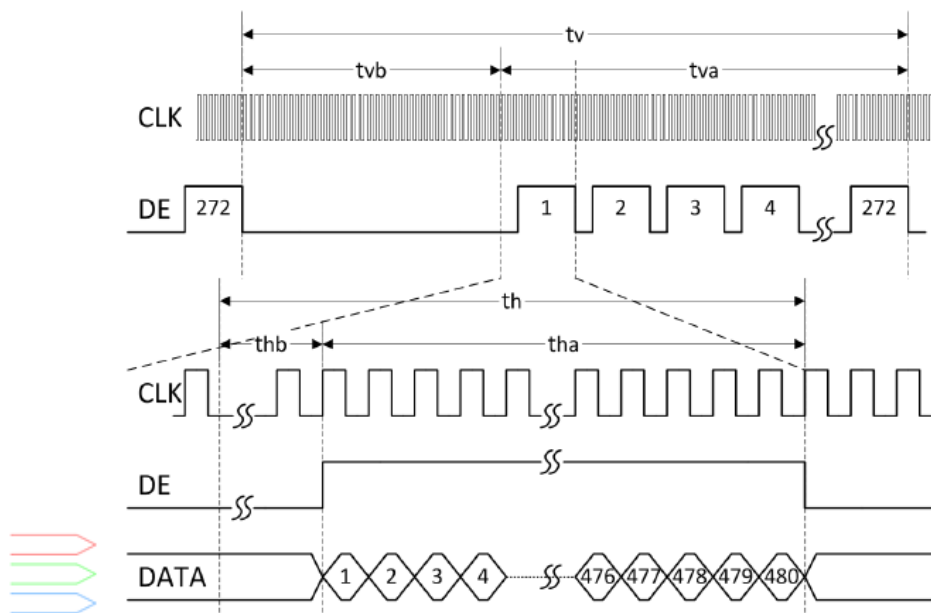 tv
tvb tva
CLK
DE 272 1 2 3 4 272
th
thb tha
CLK
DE
DATA 1 2 3 4 476 477 478 479 480